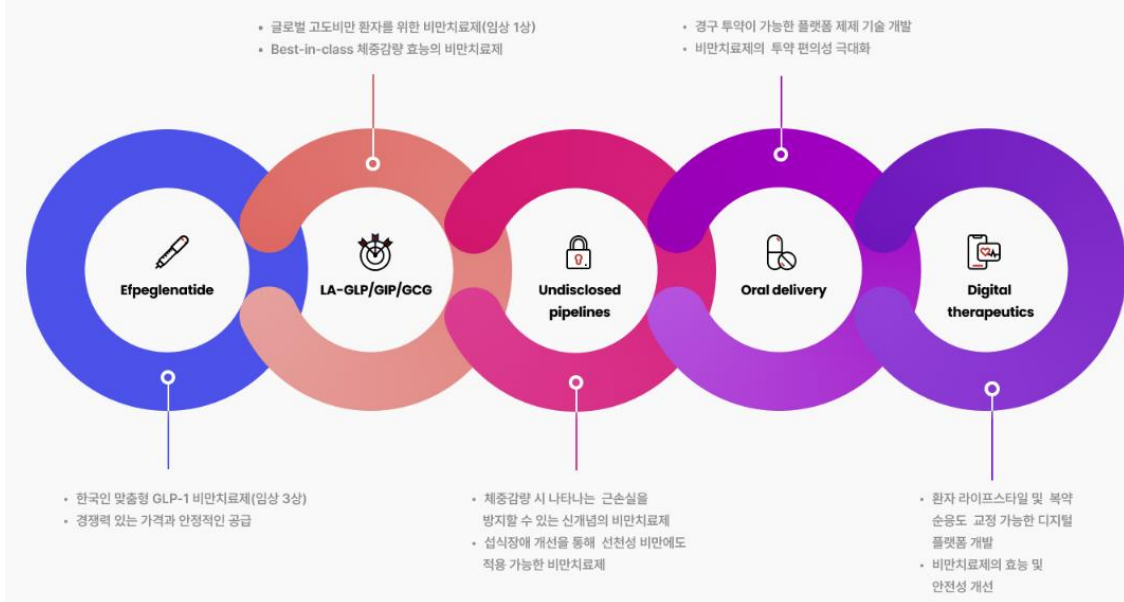 • 글로벌 고도비만 환자를 위한 비만치료제(임상 1상)
• Best-in-class 체중감량 효능의 비만치료제
• 경구 투약이 가능한 플랫폼 제제 기술 개발
• 비만치료제의 투약 편의성 극대화
Efpeglenatide
LA-GLP/GIP/GCG
Undisclosed
pipelines
Oral delivery
Digital
therapeutics
• 한국인 맞춤형 GLP-1 비만치료제(임상 3상)
• 경쟁력 있는 가격과 안정적인 공급
• 체중감량 시 나타나는 근손실을
방지할 수 있는 신개념의 비만치료제
• 섭식장애 개선을 통해 선천성 비만에도
적용 가능한 비만치료제
• 환자 라이프스타일 및 복약
순응도 교정 가능한 디지털
플랫폼 개발
• 비만치료제의 효능 및
안전성 개선